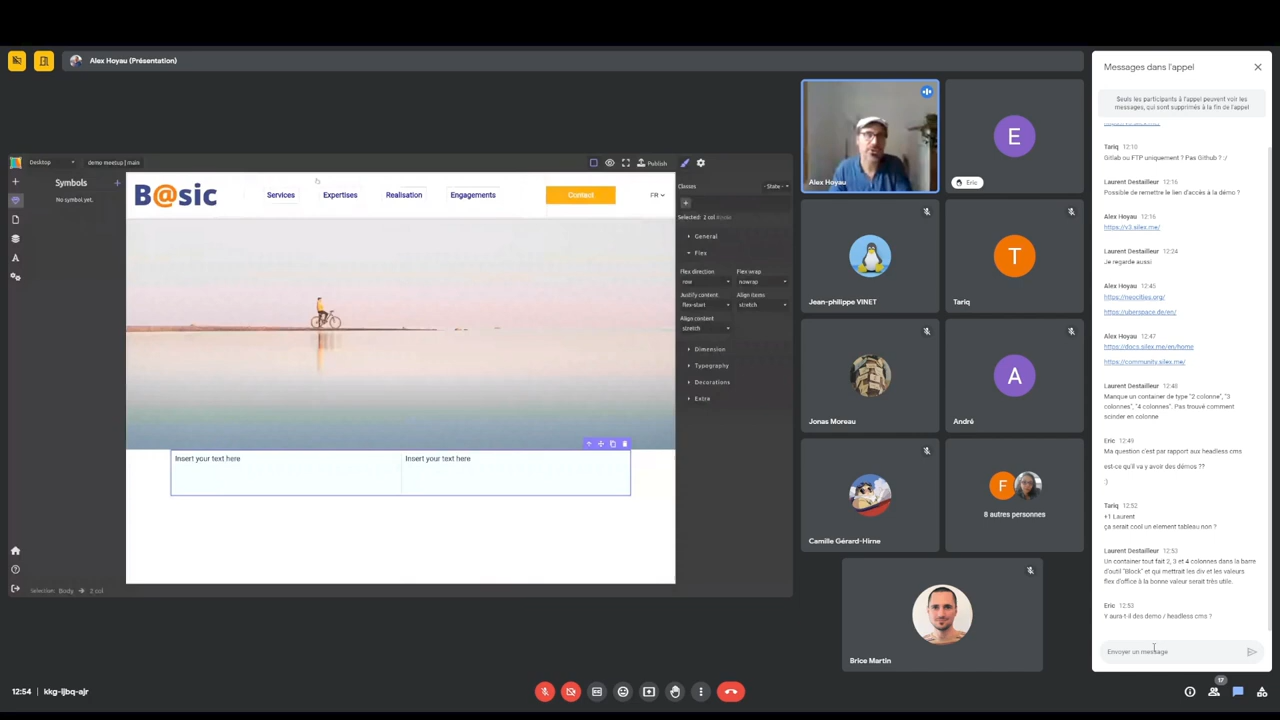 Alex Hoyau (Présentation)
Desktop
demo meetup | main
Publish
Symbols
No symbol yet.
B@sic
Services
Expertises
Realisation
Engagements
Contact
FR
Insert your text here
Insert your text here
Selection: Body → 2 col
Classes
- State -
Selected: 2 col
General
Flex
Flex direction
Flex wrap
row
nowrap
Justify content
Align items
flex-start
stretch
Align content
stretch
Dimension
Typography
Decorations
Extra
Alex Hoyau
E
Eric
Jean-philippe VINET
T
Tariq
Jonas Moreau
A
André
Camille Gérard-Hirne
F
8 autres personnes
Brice Martin
Messages dans l'appel
Seuls les participants à l'appel peuvent voir les
messages, qui sont supprimés à la fin de l'appel
Tariq 12:10
Gitlab ou FTP uniquement ? Pas Github ? :/
Laurent Destailleur 12:16
Possible de remettre le lien d'accès à la démo ?
Alex Hoyau 12:16
https://v3.silex.me/
Laurent Destailleur 12:24
Je regarde aussi
Alex Hoyau 12:45
https://neocities.org/
https://uberspace.de/en/
Alex Hoyau 12:47
https://docs.silex.me/en/home
https://community.silex.me/
Laurent Destailleur 12:48
Manque un container de type "2 colonne", "3
colonnes", "4 colonnes". Pas trouvé comment
scinder en colonne
Eric 12:49
Ma question c'est par rapport aux headless cms
est-ce qu'il va y avoir des démos ??
:)
Tariq 12:52
+1 Laurent
ça serait cool un element tableau non ?
Laurent Destailleur 12:53
Un container tout fait 2, 3 et 4 colonnes dans la barre
d'outil "Block" et qui mettrait les div et les valeurs
flex d'office à la bonne valeur serait très utile.
Eric 12:53
Y aura-t-il des demo / headless cms ?
Envoyer un message
12:54
kkg-ljbq-ajr
17